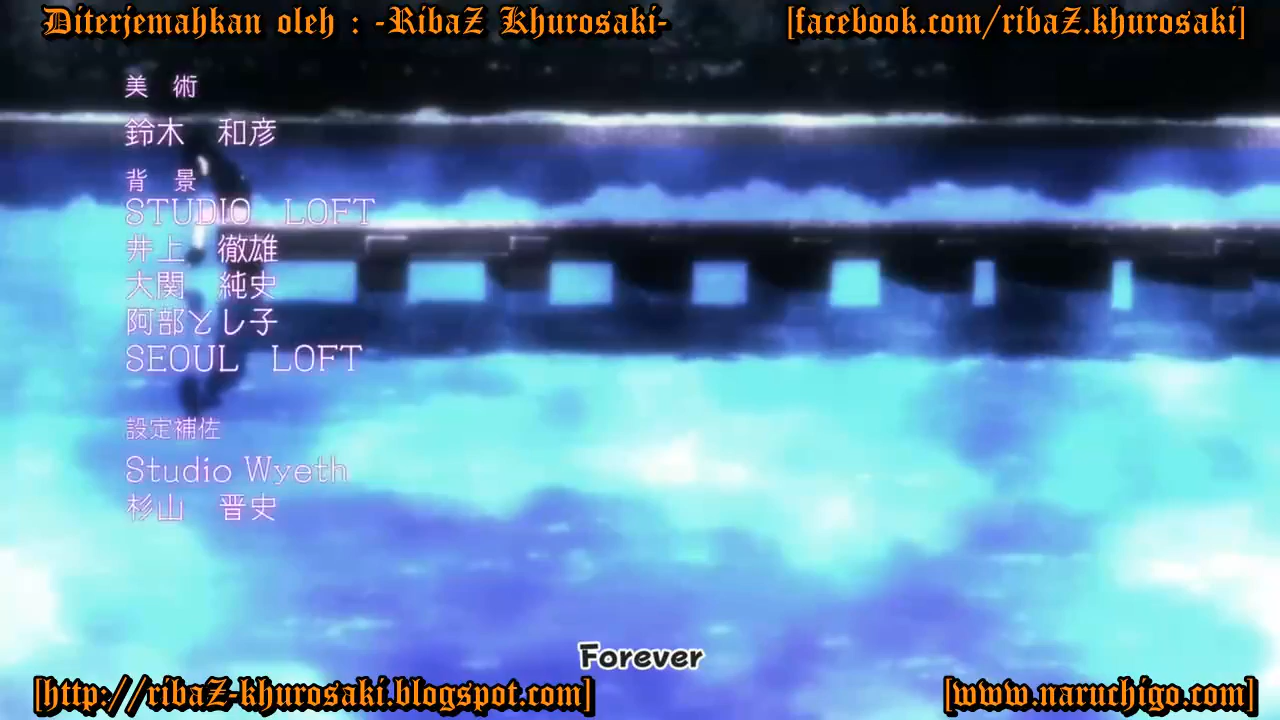 Diterjemahkan oleh : -RibaZ Khurosaki-
[facebook.com/ribaZ.khurosaki]
美 術
鈴木 和彦
背 景
STUDIO LOFT
井上 徹雄
大関 純史
阿部とし子
SEOUL LOFT
設定補佐
Studio Wyeth
杉山 晋史
Forever
[http://ribaZ-khurosaki.blogspot.com]
[www.naruchigo.com]